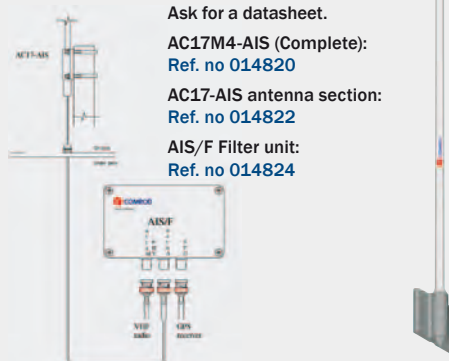 Ask for a datasheet.
AC17M4-AIS (Complete):
Ref. no 014820
AC17-AIS antenna section:
Ref. no 014822
AIS/F Filter unit:
Ref. no 014824
AC17-AIS
COMROD
AIS/F
VHF
radio
GPS
receiver